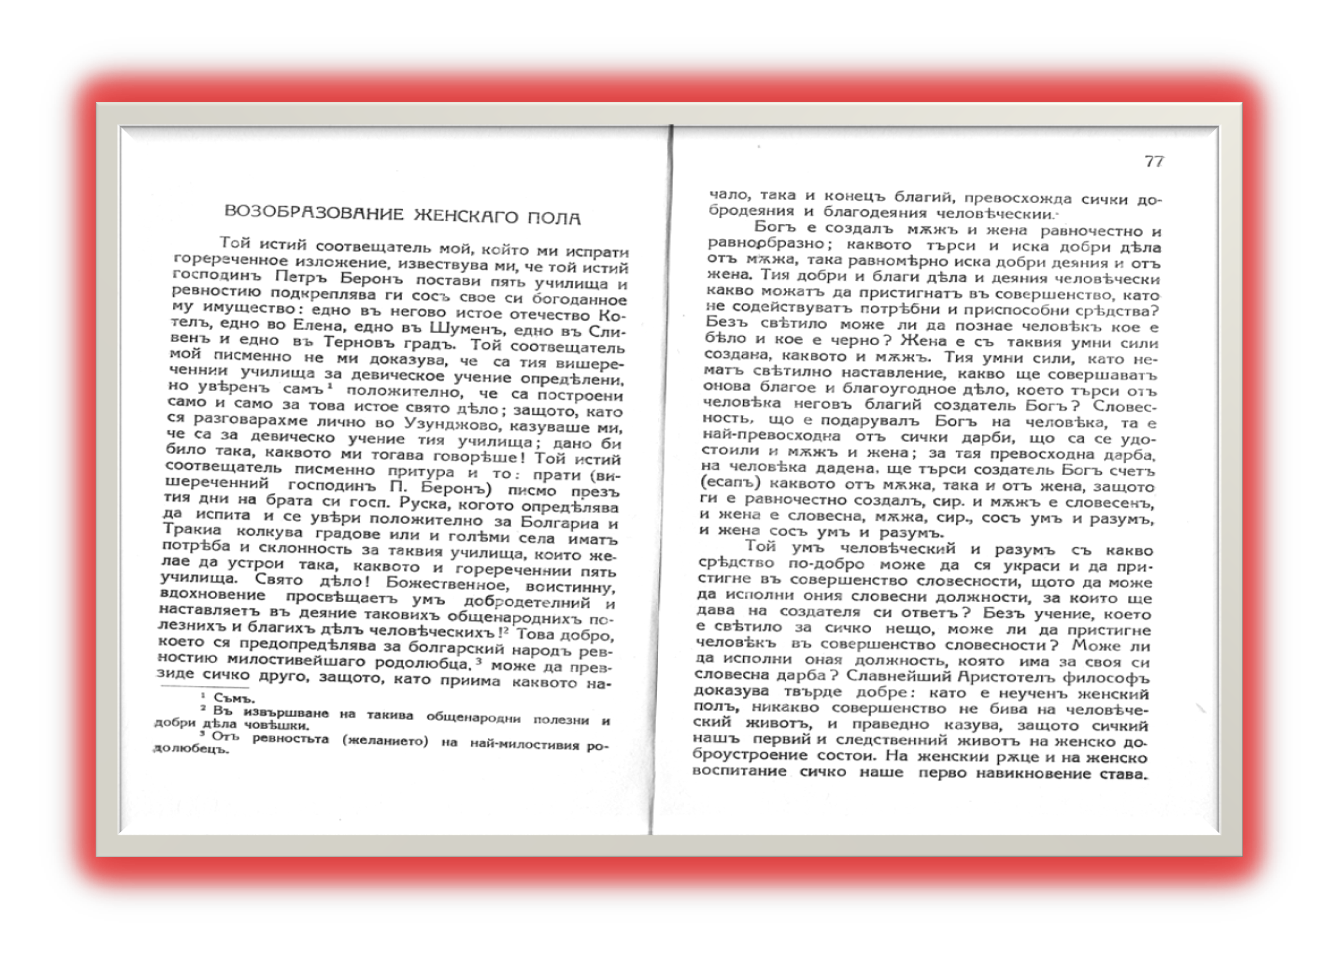 ВОЗОБРАЗОВАНИЕ ЖЕНСКАГО ПОЛА
Той истий соотвещатель мой, който ми испрати
горереченное изложение, извествува ми, че той истий
господинъ Петръ Беронъ постави пять училища и
ревностию подкреплява ги сосъ свое си богоданное
му имущество: едно въ негово истое отечество Ко-
телъ, едно во Елена, едно въ Шуменъ, едно въ Сли-
венъ и едно въ Терновъ градъ. Той соотвещатель
мой писменно не ми доказува, че са тия вишере-
ченнии училища за девическое учение опредѣлени,
но увѣренъ самъ¹ положително, че са построени
само и само за това истое свято дѣло; защото, като
ся разговарахме лично во Узунджово, казуваше ми,
че са за девическо учение тия училища; дано би
било така, каквото ми тогава говорѣше! Той истий
соотвещатель писменно притура и то: прати (ви-
шереченний господинъ П. Беронъ) писмо презъ
тия дни на брата си госп. Руска, когото опредѣлява
да испита и се увѣри положително за Болгариа и
Тракиа колкува градове или и голѣми села иматъ
потрѣба и склонность за таквия училища, които же-
лае да устрои така, каквото и горереченнии пять
училища. Свято дѣло! Божественное, воистинну,
вдохновение просвѣщаетъ умъ добродетелний и
наставляетъ въ деяние таковихъ общенароднихъ по-
лезнихъ и благихъ дѣлъ человѣческихъ!² Това добро,
което ся предопредѣлява за болгарский народъ рев-
ностию милостивейшаго родолюбца,³ може да прев-
зиде сичко друго, защото, като приима каквото на-
¹ Съмъ.
² Въ извършване на такива общенародни полезни и
добри дѣла човѣшки.
³ Отъ ревностьта (желанието) на най-милостивия ро-
долюбецъ.
77
чало, така и конецъ благий, превосхожда сички до-
бродеяния и благодеяния человѣческии.
Богъ е создалъ мѫжъ и жена равночестно и
равнообразно; каквото търси и иска добри дѣла
отъ мѫжа, така равномѣрно иска добри деяния и отъ
жена. Тия добри и благи дѣла и деяния человѣчески
какво можатъ да пристигнатъ въ совершенство, като
не содействуватъ потрѣбни и приспособни срѣдства?
Безъ свѣтило може ли да познае человѣкъ кое е
бѣло и кое е черно? Жена е съ таквия умни сили
создана, каквото и мѫжъ. Тия умни сили, като не-
матъ свѣтилно наставление, какво ще совершаватъ
онова благое и благоугодное дѣло, което търси отъ
человѣка неговъ благий создатель Богъ? Словес-
ность, що е подарувалъ Богъ на человѣка, та е
най-превосходна отъ сички дарби, що са се удо-
стоили и мѫжъ и жена; за тая превосходна дарба,
на человѣка дадена, ще търси создатель Богъ счетъ
(есапъ) каквото отъ мѫжа, така и отъ жена, защото
ги е равночестно создалъ, сир. и мѫжъ е словесенъ,
и жена е словесна, мѫжа, сир., сосъ умъ и разумъ,
и жена сосъ умъ и разумъ.
Той умъ человѣческий и разумъ съ какво
срѣдство по-добро може да ся украси и да при-
стигне въ совершенство словесности, щото да може
да исполни ония словесни должности, за които ще
дава на создателя си ответъ? Безъ учение, което
е свѣтило за сичко нещо, може ли да пристигне
человѣкъ въ совершенство словесности? Може ли
да исполни оная должность, която има за своя си
словесна дарба? Славнейший Аристотелъ философъ
доказува твърде добре: като е неученъ женский
полъ, никакво совершенство не бива на человѣче-
ский животъ, и праведно казува, защото сичкий
нашъ первий и следственний животъ на женско до-
броустроение состои. На женскии рѫце и на женско
воспитание сичко наше перво навикновение става.